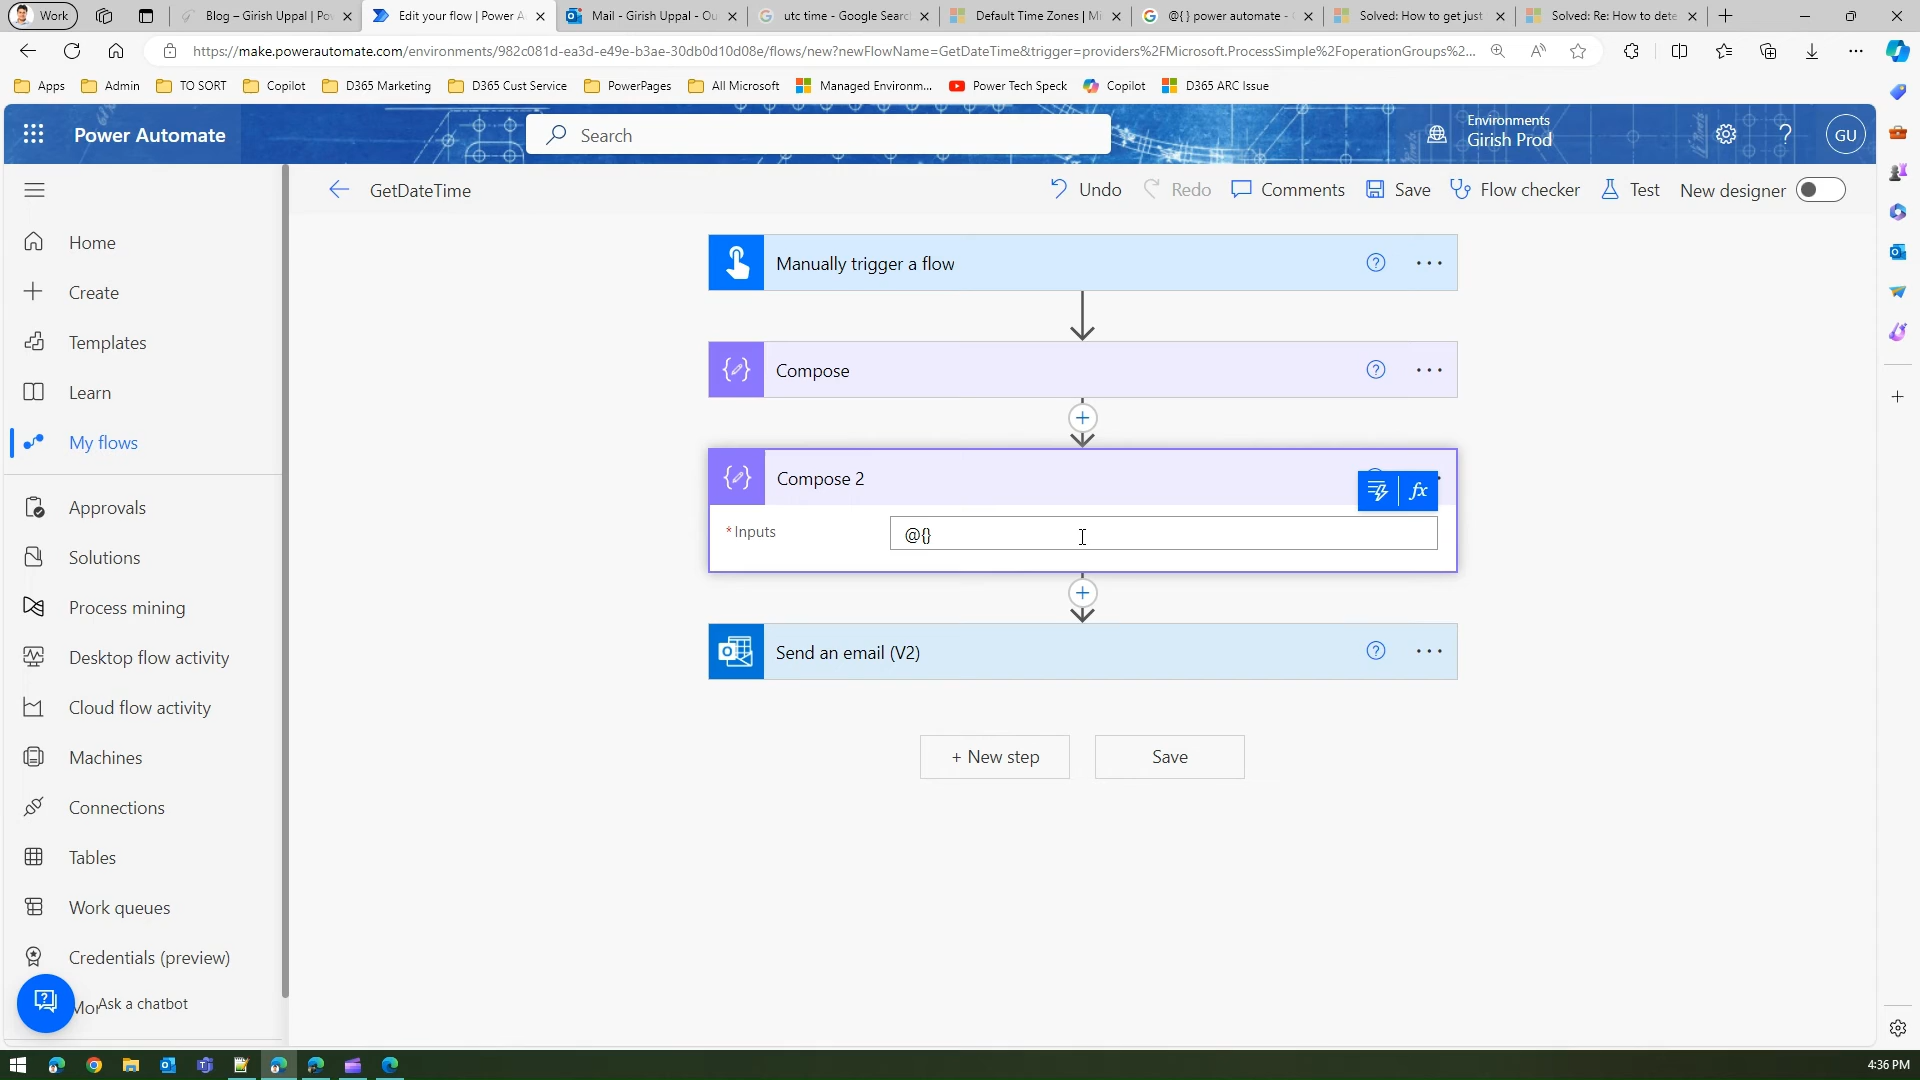 Work
Blog – Girish Uppal | Po
Edit your flow | Power A
Mail - Girish Uppal - Ou
utc time - Google Searc
Default Time Zones | Mi
@{ } power automate -
Solved: How to get just
Solved: Re: How to dete
https://make.powerautomate.com/environments/982c081d-ea3d-e49e-b3ae-30db0d10d08e/flows/new?newFlowName=GetDateTime&trigger=providers%2FMicrosoft.ProcessSimple%2FoperationGroups%2...
Apps
Admin
TO SORT
Copilot
D365 Marketing
D365 Cust Service
PowerPages
All Microsoft
Managed Environm...
Power Tech Speck
Copilot
D365 ARC Issue
Power Automate
Search
Environments
Girish Prod
GU
GetDateTime
Undo
Redo
Comments
Save
Flow checker
Test
New designer
Home
Create
Templates
Learn
My flows
Approvals
Solutions
Process mining
Desktop flow activity
Cloud flow activity
Machines
Connections
Tables
Work queues
Credentials (preview)
Ask a chatbot
Manually trigger a flow
Compose
Compose 2
fx
*Inputs
@{}
Send an email (V2)
+ New step
Save
4:36 PM